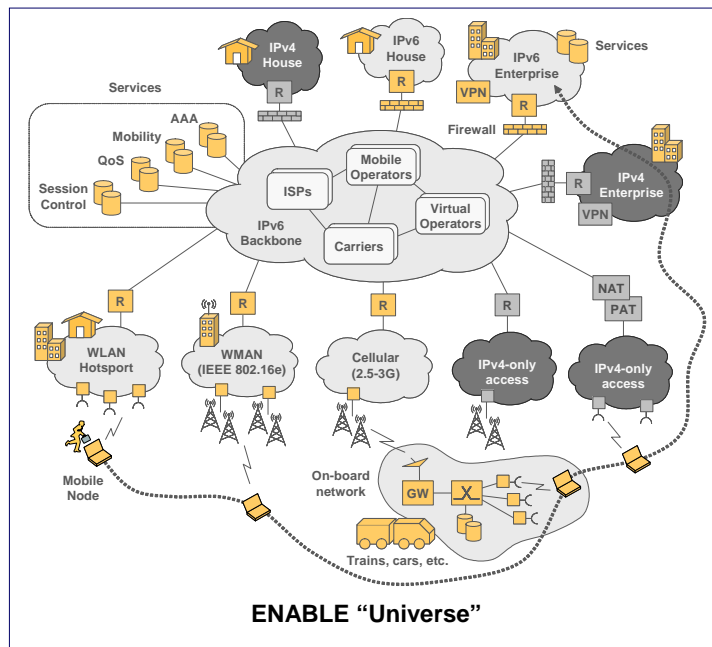 IPv4
House
R
IPv6
House
R
Services
IPv6
Enterprise
VPN
R
Firewall
Services
AAA
Mobility
QoS
Session
Control
Mobile
Operators
ISPs
Virtual
Operators
Carriers
IPv6
Backbone
IPv4
Enterprise
R
VPN
R
R
R
R
NAT
PAT
WLAN
Hotsport
WMAN
(IEEE 802.16e)
Cellular
(2.5-3G)
IPv4-only
access
IPv4-only
access
Mobile
Node
On-board
network
GW
Trains, cars, etc.
ENABLE “Universe”